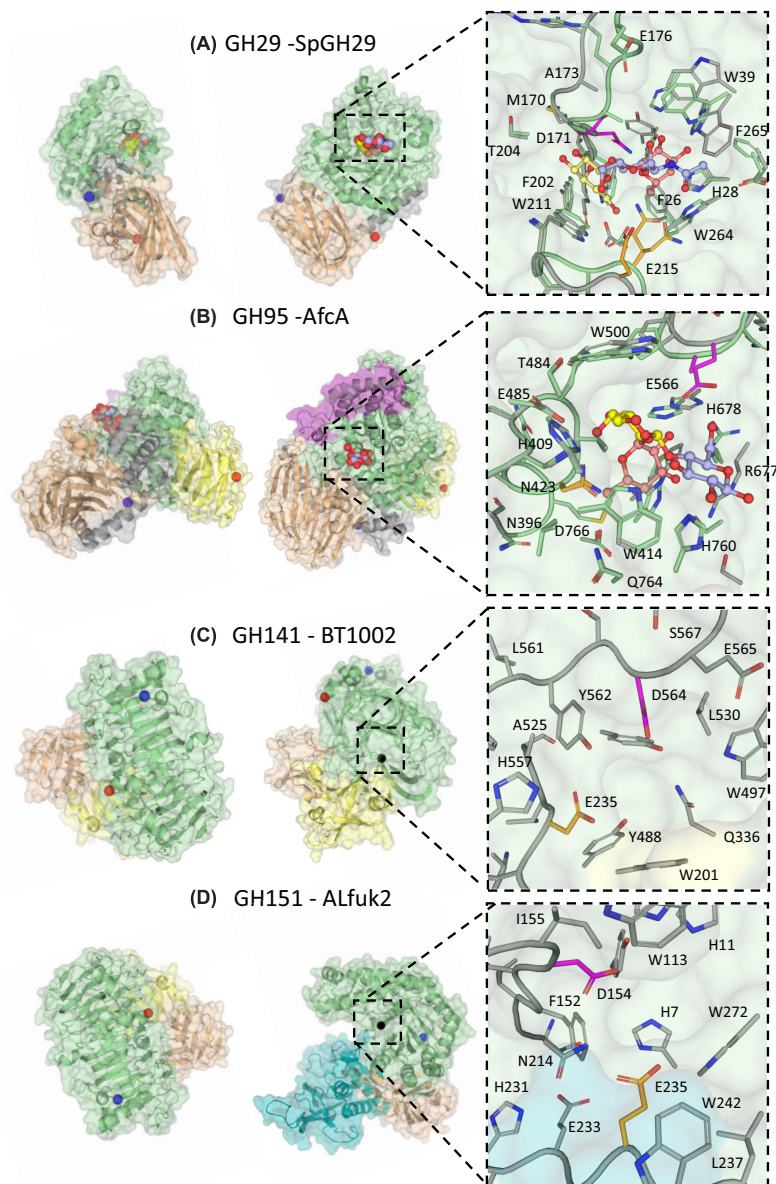 (A) GH29 -SpGH29
E176
A173
W39
M170
D171
F265
T204
F202
F26
H28
W211
W264
E215
(B) GH95 -AfcA
W500
T484
E566
E485
H678
H409
R677
N423
N396
D766
H760
W414
Q764
(C) GH141 - BT1002
S567
L561
E565
Y562
D564
L530
A525
H557
W497
E235
Y488
Q336
W201
(D) GH151 - ALfuk2
I155
H11
W113
D154
F152
H7
W272
N214
H231
E235
W242
E233
L237